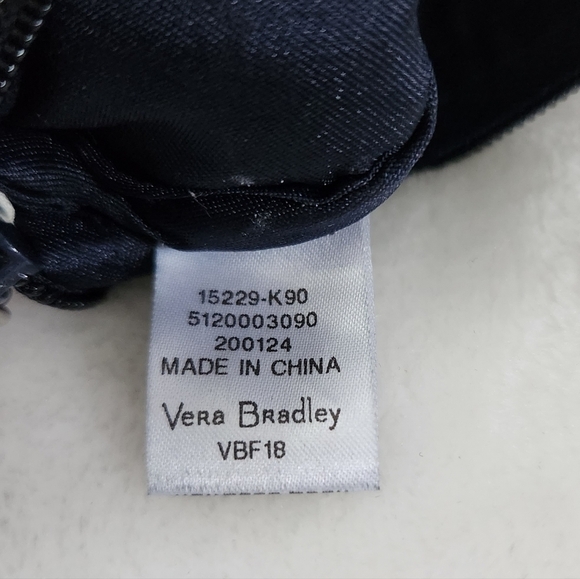 15229-K90
5120003090
200124
MADE IN CHINA
Vera Bradley
VBF18